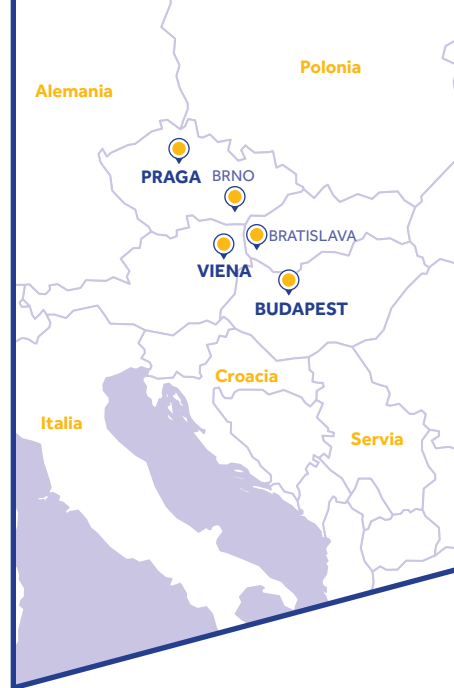 Polonia
Alemania
PRAGA
BRNO
BRATISLAVA
VIENA
BUDAPEST
Croacia
Italia
Servia